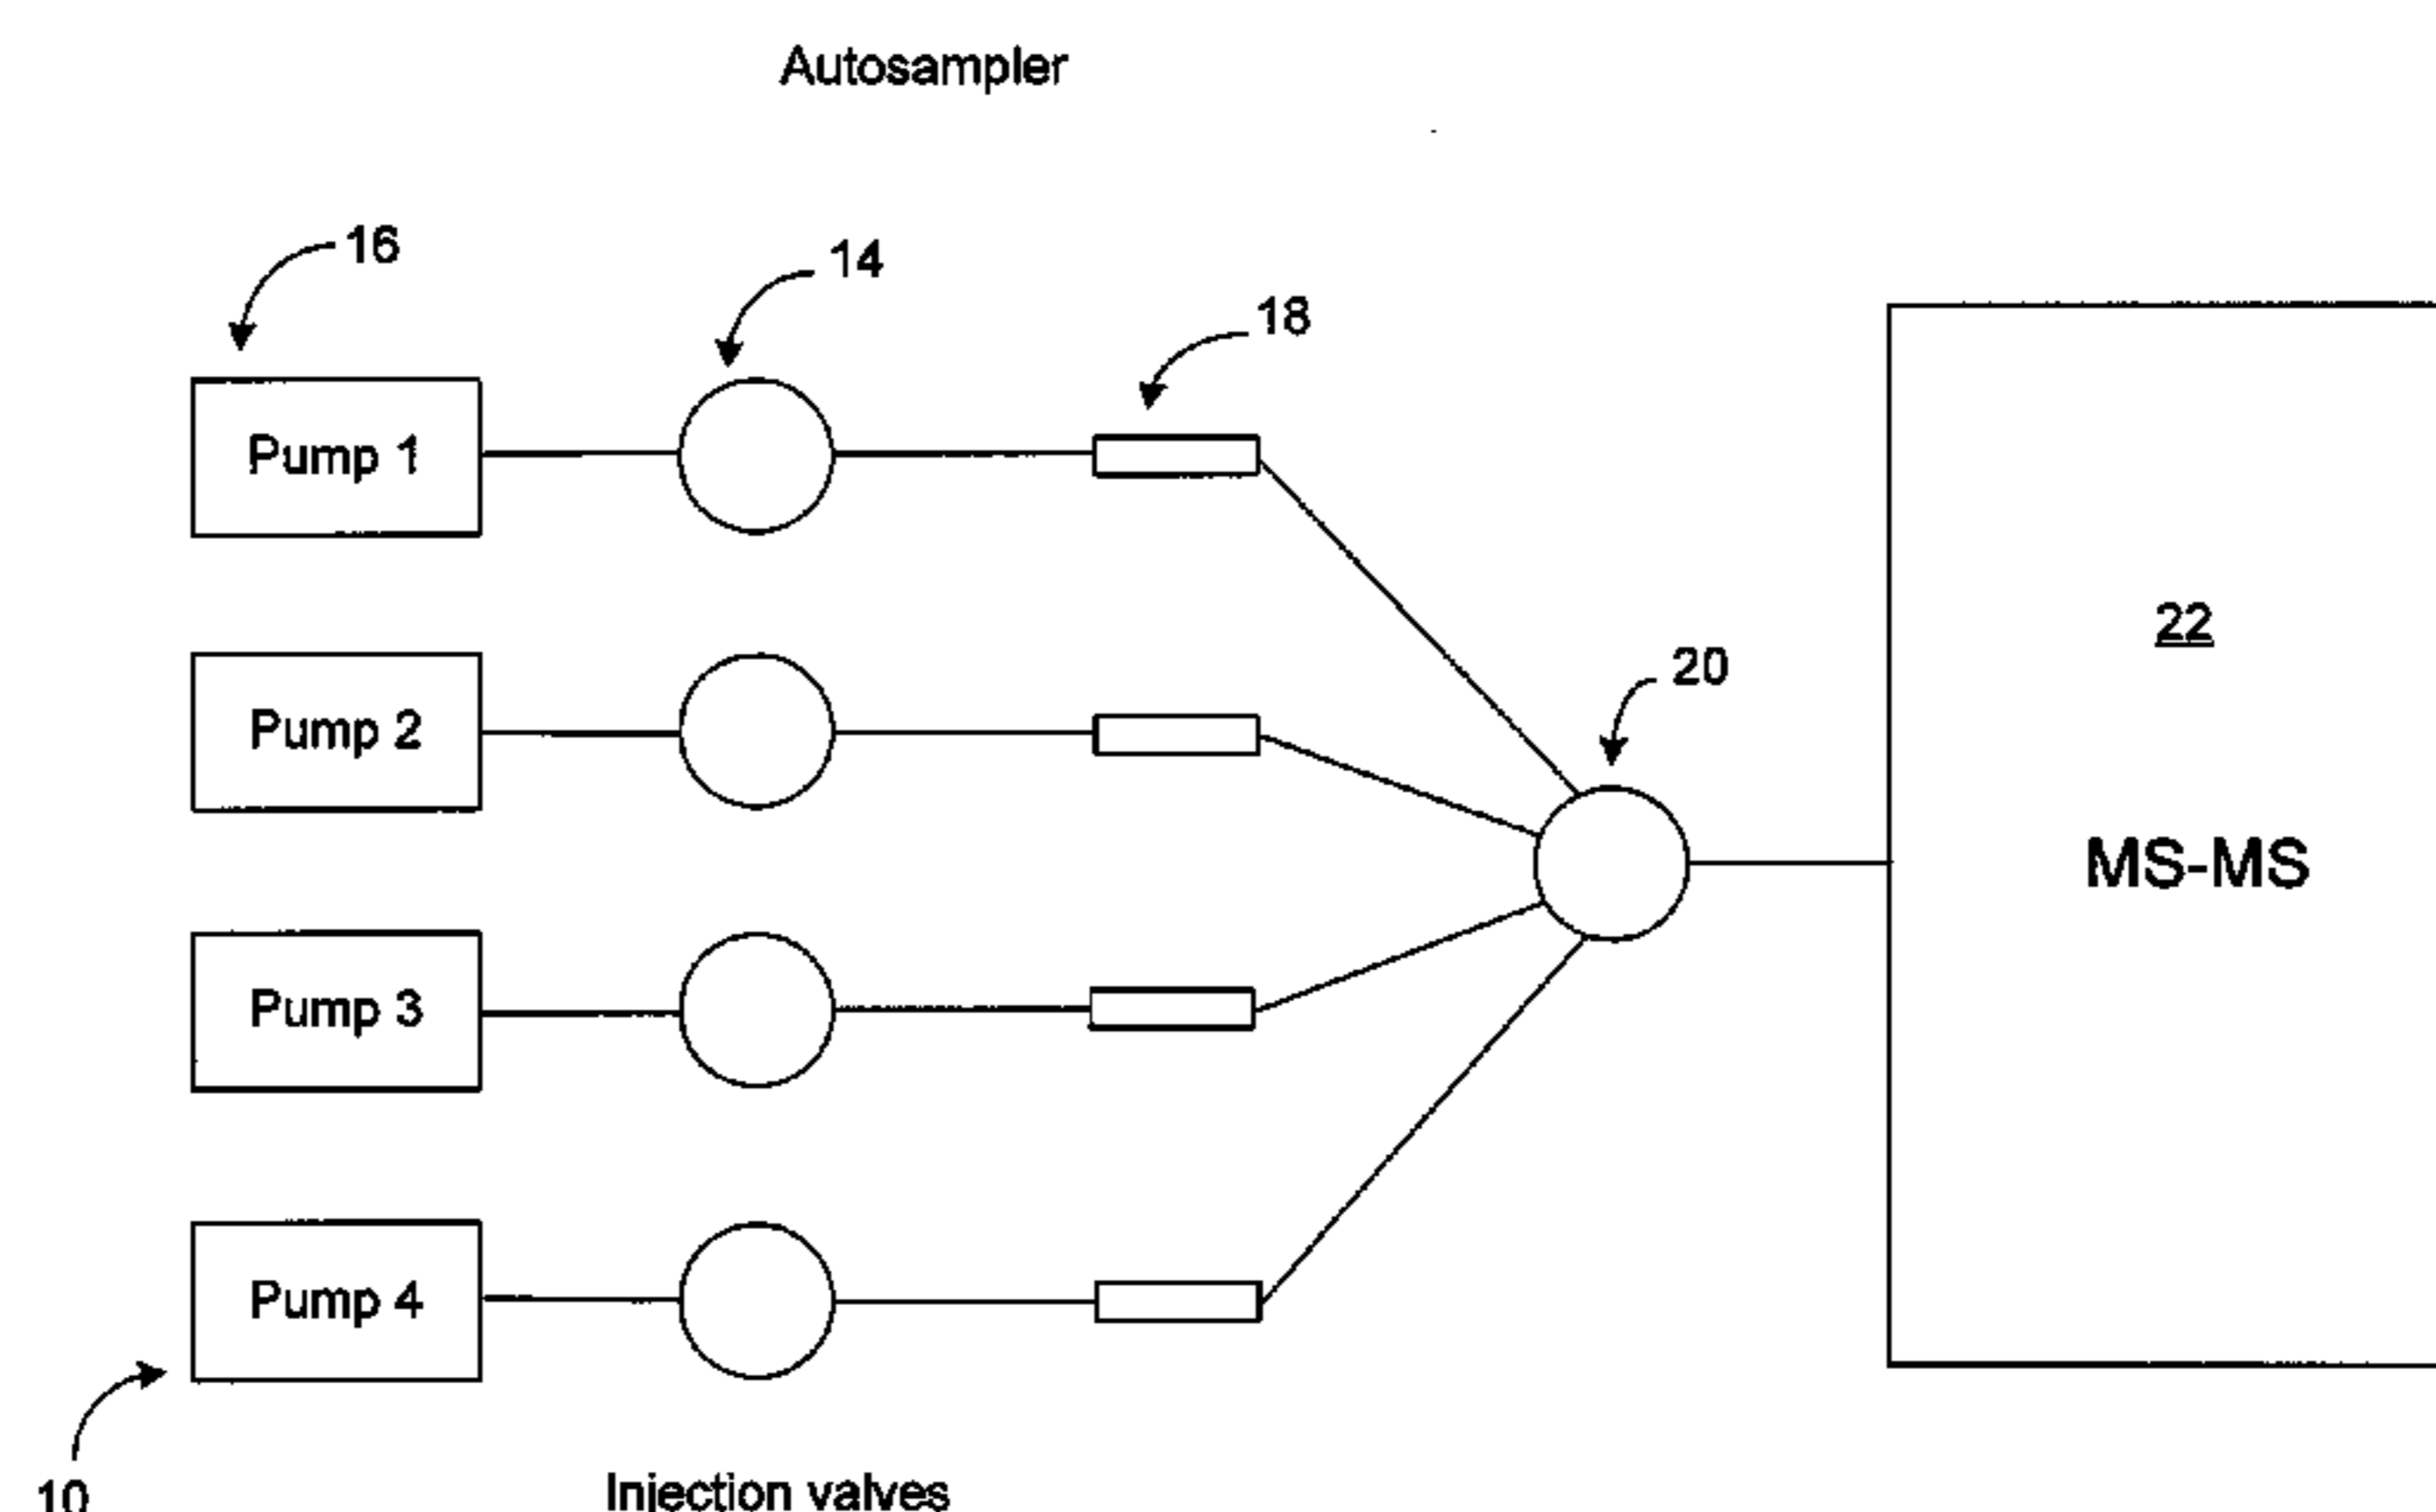 Autosampler
16
14
18
Pump 1
22
20
Pump 2
MS-MS
Pump 3
Pump 4
10
Injection valves